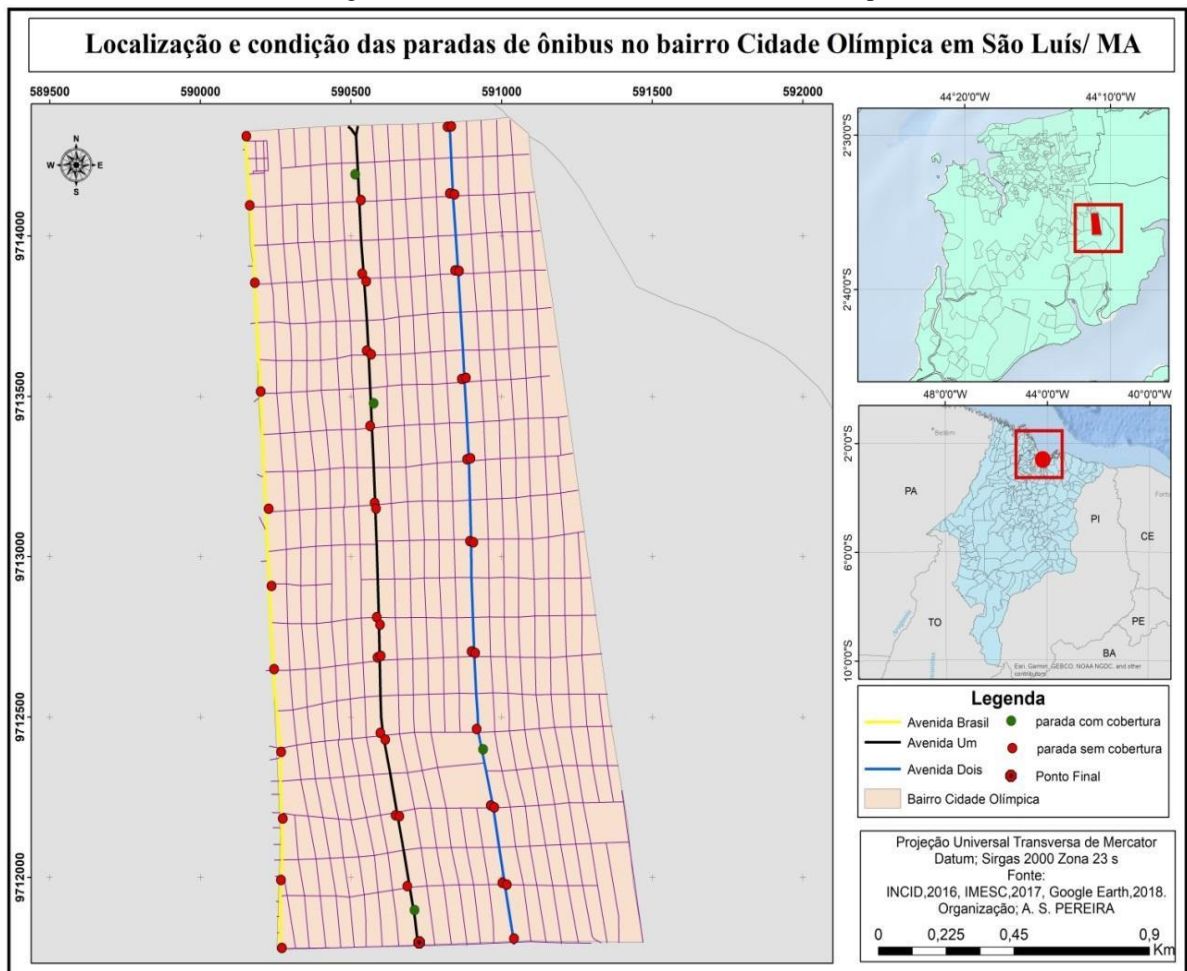 Localização e condição das paradas de ônibus no bairro Cidade Olímpica em São Luís/ MA
589500 590000 590500 591000 591500 592000
N
W E
S
9714000
9713500
9713000
9712500
9712000
44°20'0"W 44°10'0"W
2°30'0"S
2°40'0"S
48°0'0"W 44°0'0"W 40°0'0"W
2°0'0"S
6°0'0"S
10°0'0"S
Belém
PA
PI
CE
TO
PE
BA
Esri, Garmin, GEBCO, NOAA NGDC, and other
contributors
Legenda
Avenida Brasil parada com cobertura
Avenida Um parada sem cobertura
Avenida Dois Ponto Final
Bairro Cidade Olímpica
Projeção Universal Transversa de Mercator
Datum; Sirgas 2000 Zona 23 s
Fonte:
INCID,2016, IMESC,2017, Google Earth,2018.
Organização; A. S. PEREIRA
0 0,225 0,45 0,9
Km